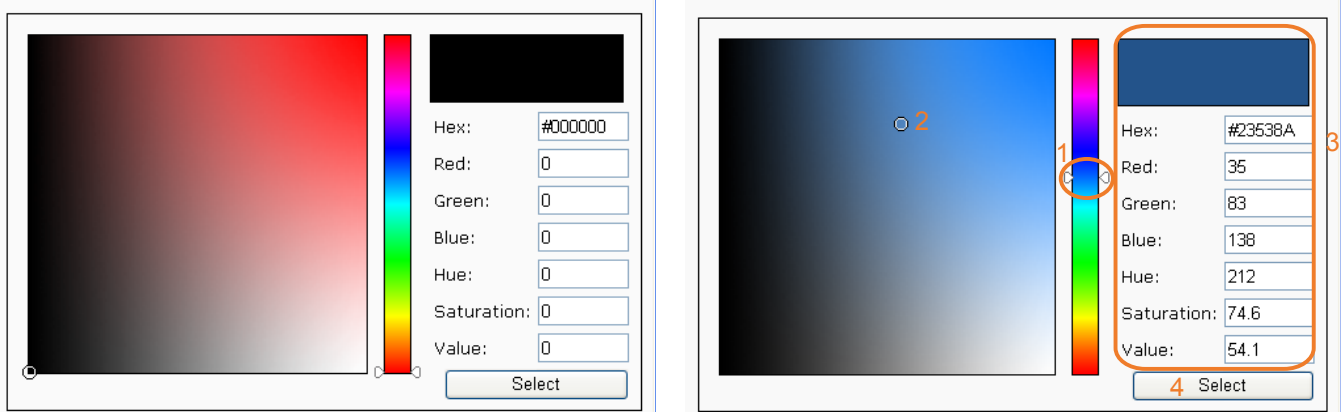 Hex: #000000
Red: 0
Green: 0
Blue: 0
Hue: 0
Saturation: 0
Value: 0
Select
2
1
3
Hex: #23538A
Red: 35
Green: 83
Blue: 138
Hue: 212
Saturation: 74.6
Value: 54.1
4 Select